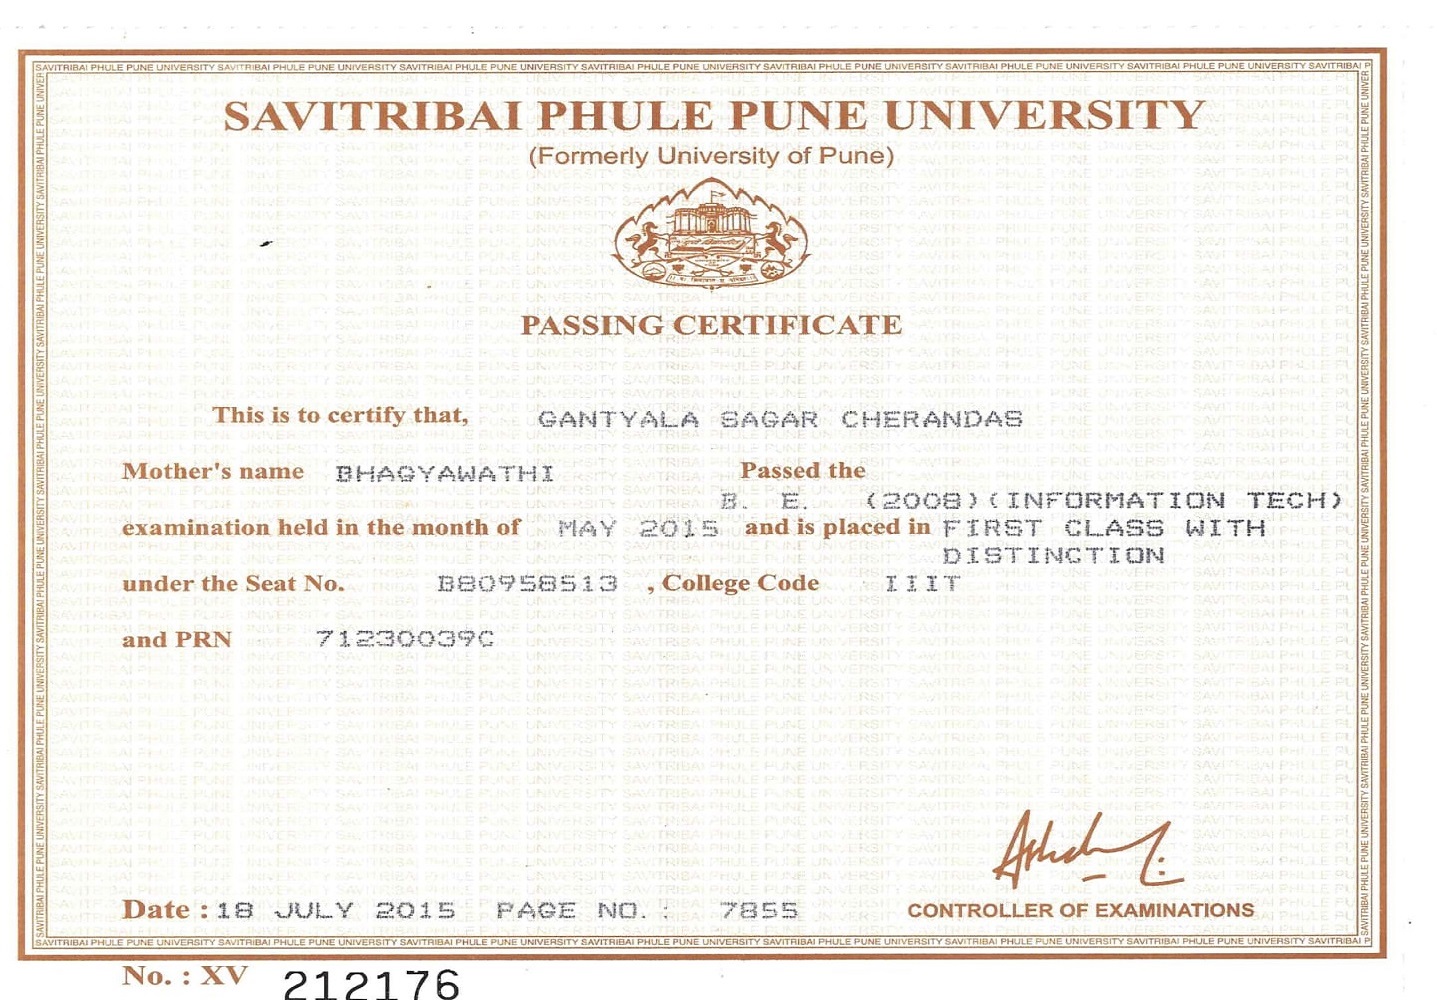 SAVITRIBAI PHULE PUNE UNIVERSITY
(Formerly University of Pune)
PASSING CERTIFICATE
This is to certify that, GANTYALA SAGAR CHERANDAS
Mother's name BHAGYAWATHI Passed the
B. E. (2008)(INFORMATION TECH)
examination held in the month of MAY 2015 and is placed in FIRST CLASS WITH
DISTINCTION
under the Seat No. B80958513 , College Code IIIT
and PRN 71230039C
Date : 18 JULY 2015 PAGE NO. : 7855 CONTROLLER OF EXAMINATIONS
No. : XV 212176